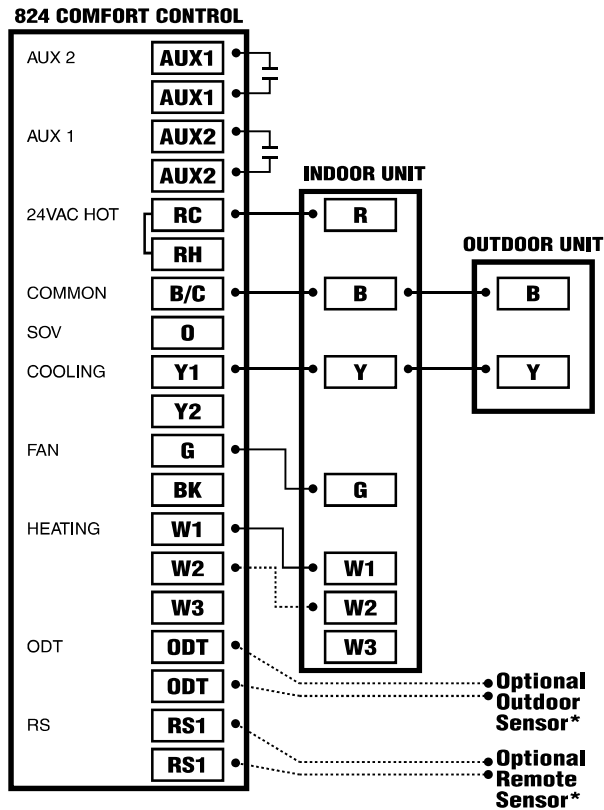 824 COMFORT CONTROL
AUX 2
AUX1
AUX1
AUX 1
AUX2
AUX2
24VAC HOT
RC
RH
COMMON
B/C
SOV
O
COOLING
Y1
Y2
FAN
G
BK
HEATING
W1
W2
W3
ODT
ODT
ODT
RS
RS1
RS1
INDOOR UNIT
R
B
Y
G
W1
W2
W3
OUTDOOR UNIT
B
Y
Optional
Outdoor
Sensor*
Optional
Remote
Sensor*